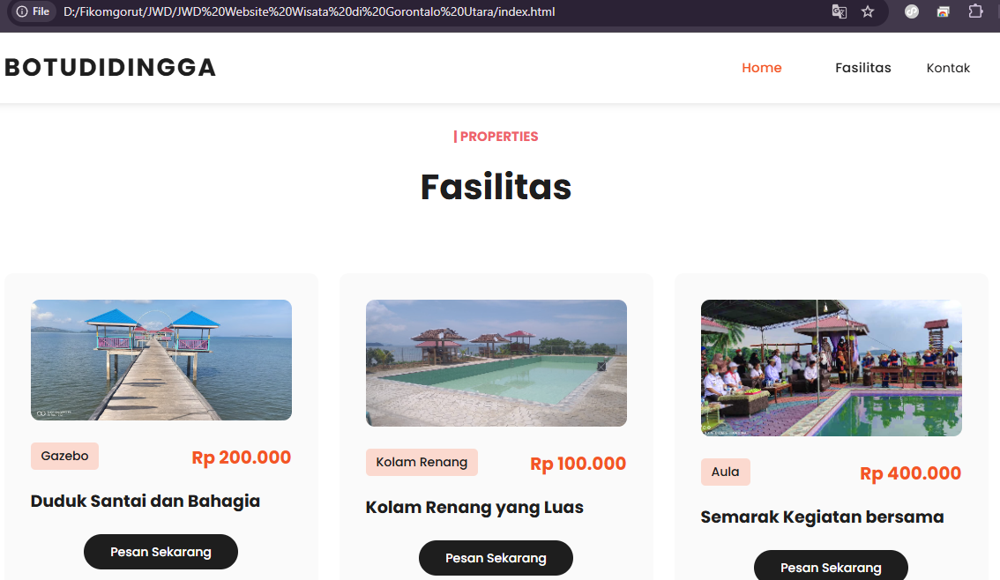 File D:/Fikomgorut/JWD/JWD%20Website%20Wisata%20di%20Gorontalo%20Utara/index.html
BOTUDIDINGGA Home Fasilitas Kontak
| PROPERTIES
Fasilitas
Gazebo Rp 200.000
Kolam Renang Rp 100.000
Aula Rp 400.000
Duduk Santai dan Bahagia
Kolam Renang yang Luas
Semarak Kegiatan bersama
Pesan Sekarang
Pesan Sekarang
Pesan Sekarang